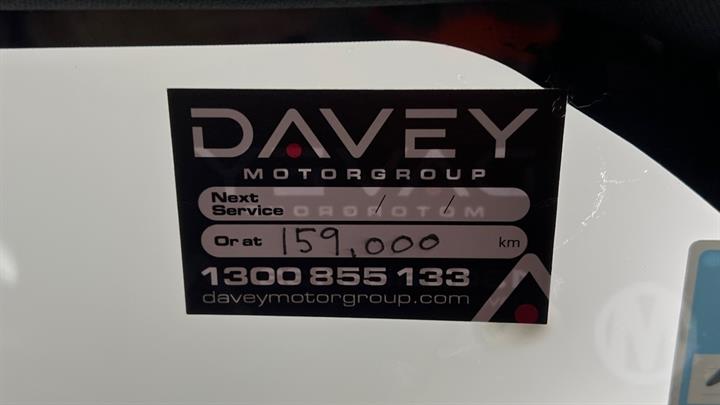 DAVEY
MOTORGROUP
Next Service / /
Or at 159,000 km
1300 855 133
daveymotorgroup.com
M